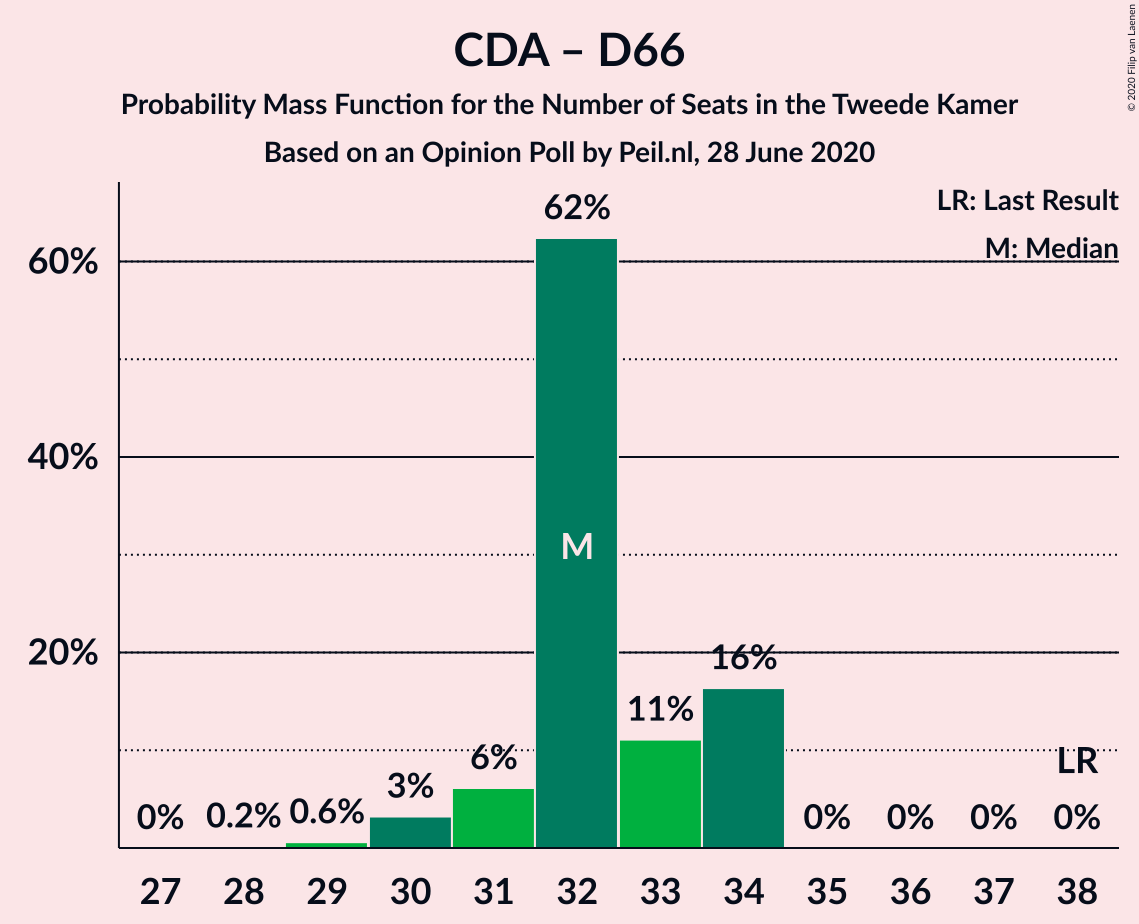 CDA – D66
Probability Mass Function for the Number of Seats in the Tweede Kamer
Based on an Opinion Poll by Peil.nl, 28 June 2020
© 2020 Filip van Laenen
LR: Last Result
M: Median
60%
40%
20%
0%
0.2%
0.6%
3%
6%
62%
M
11%
16%
0%
0%
0%
LR
0%
27 28 29 30 31 32 33 34 35 36 37 38